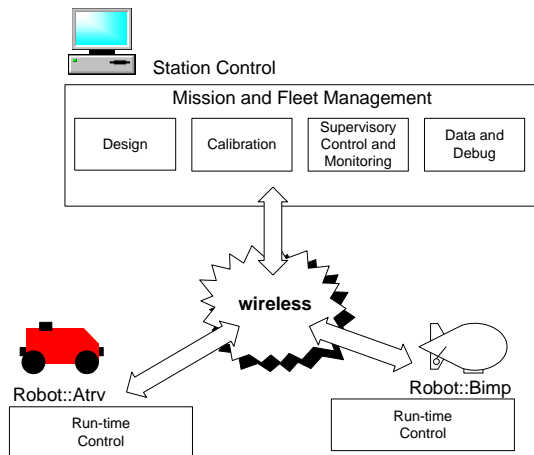 Station Control
Mission and Fleet Management
Design
Calibration
Supervisory
Control and
Monitoring
Data and
Debug
wireless
Robot::Atrv
Run-time
Control
Robot::Bimp
Run-time
Control